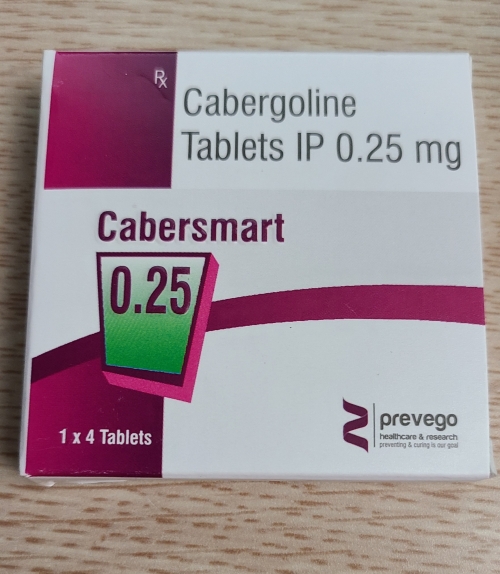 Rx
Cabergoline
Tablets IP 0.25 mg
Cabersmart
0.25
1 x 4 Tablets
prevego
healthcare & research
preventing & curing is our goal